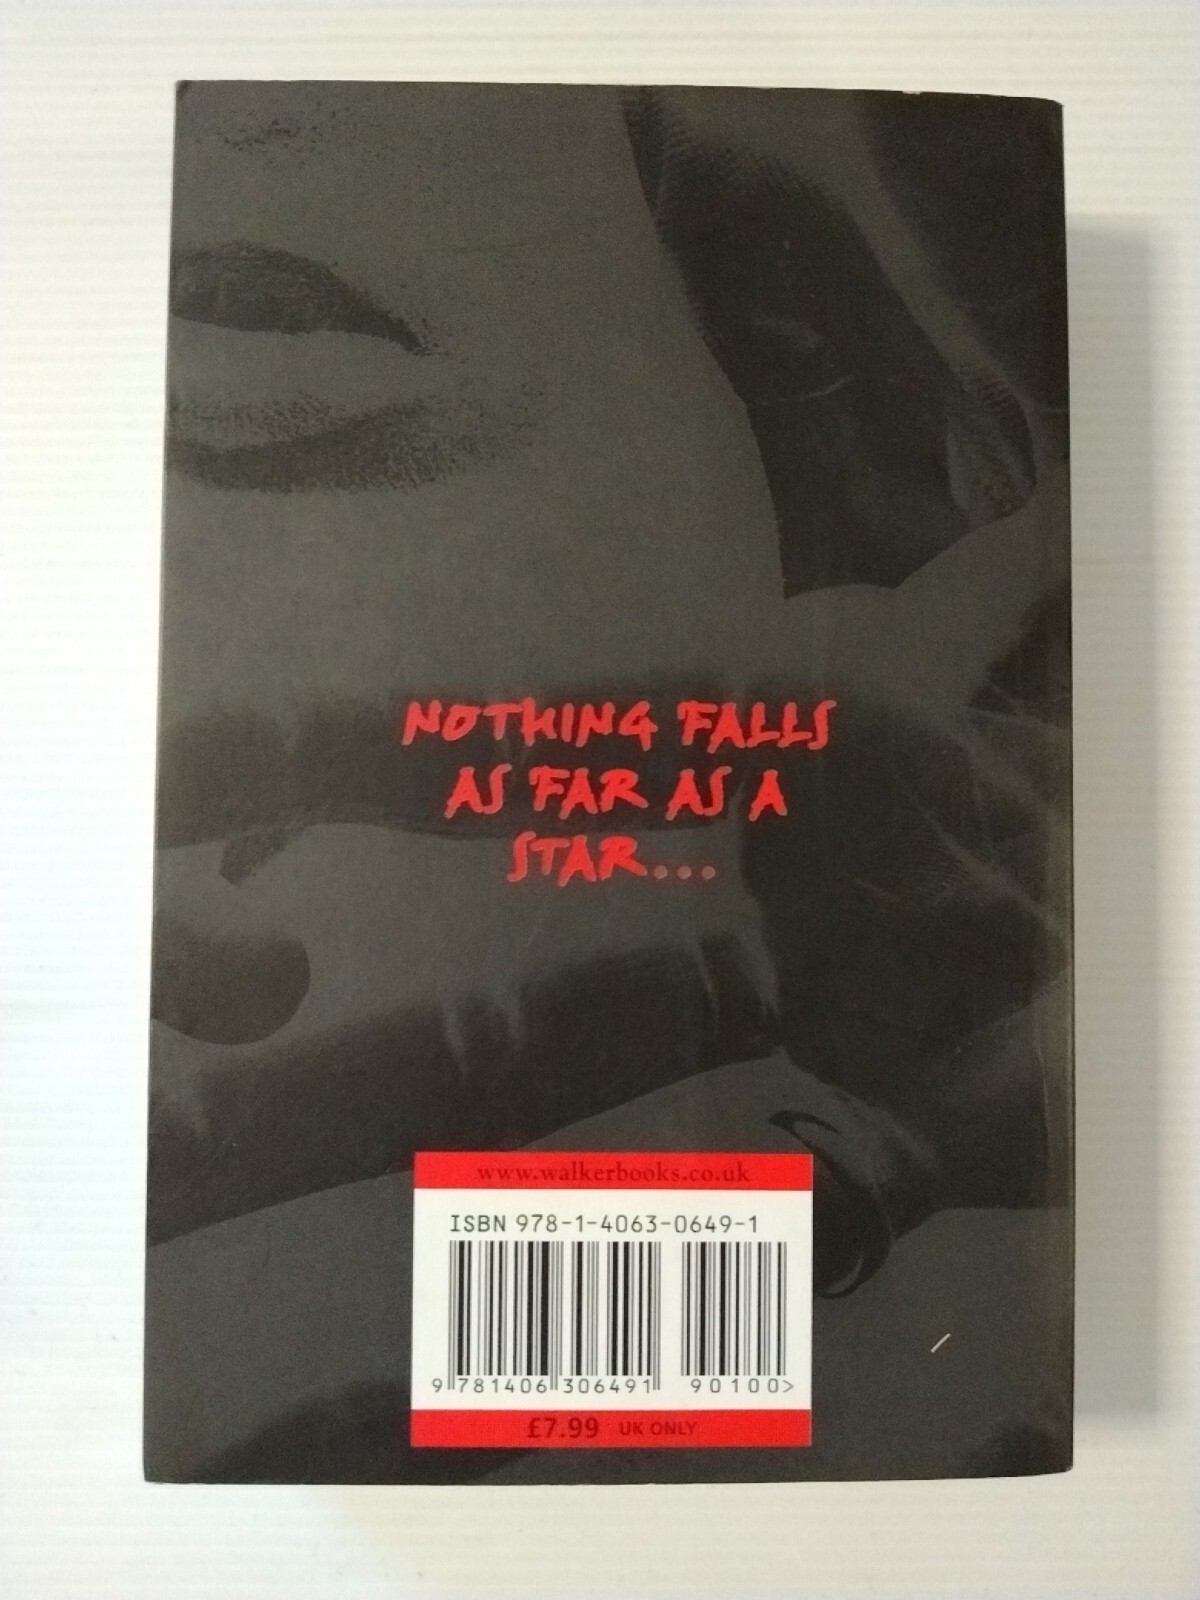 NOTHING FALLS
AS FAR AS A
STAR...
www.walkerbooks.co.uk
ISBN 978-1-4063-0649-1
9 781406 306491 90100>
£7.99 UK ONLY